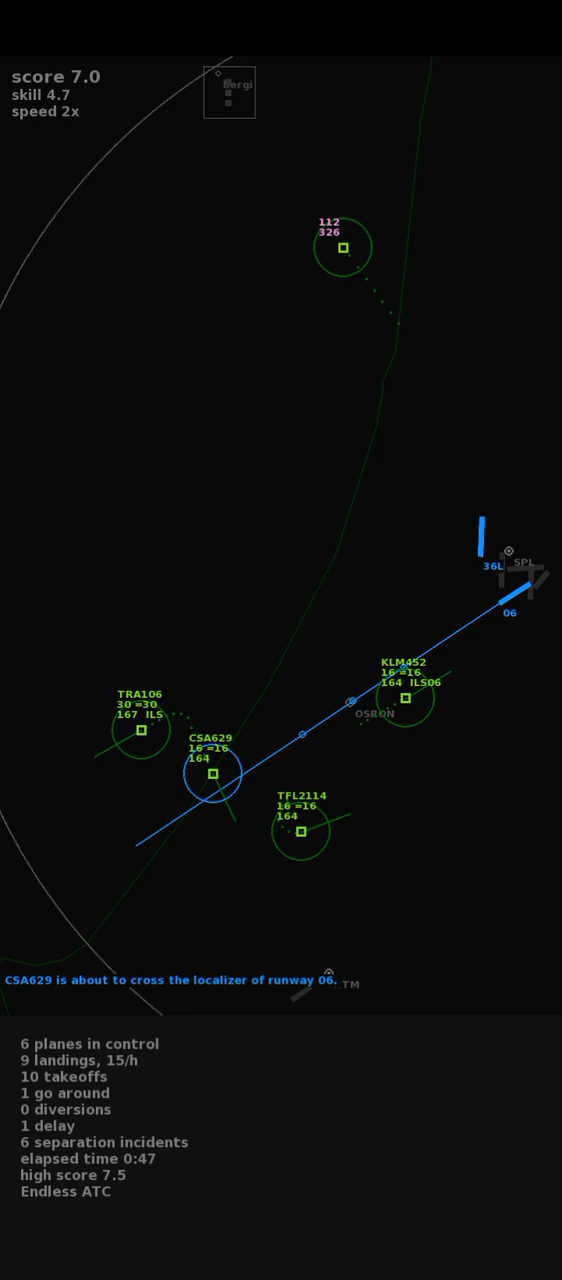 score 7.0
skill 4.7
speed 2x
bergi
112
326
36L
SPL
06
KLM452
16 =16
164 ILS06
OSRON
TRA106
30 =30
167 ILS
CSA629
16 =16
164
TFL2114
16 =16
164
CSA629 is about to cross the localizer of runway 06.
TM
6 planes in control
9 landings, 15/h
10 takeoffs
1 go around
0 diversions
1 delay
6 separation incidents
elapsed time 0:47
high score 7.5
Endless ATC